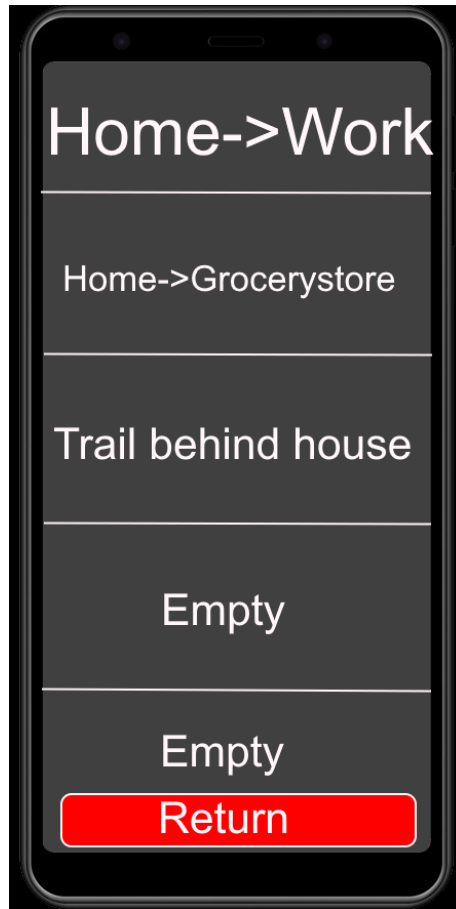 Home->Work
Home->Grocerystore
Trail behind house
Empty
Empty
Return